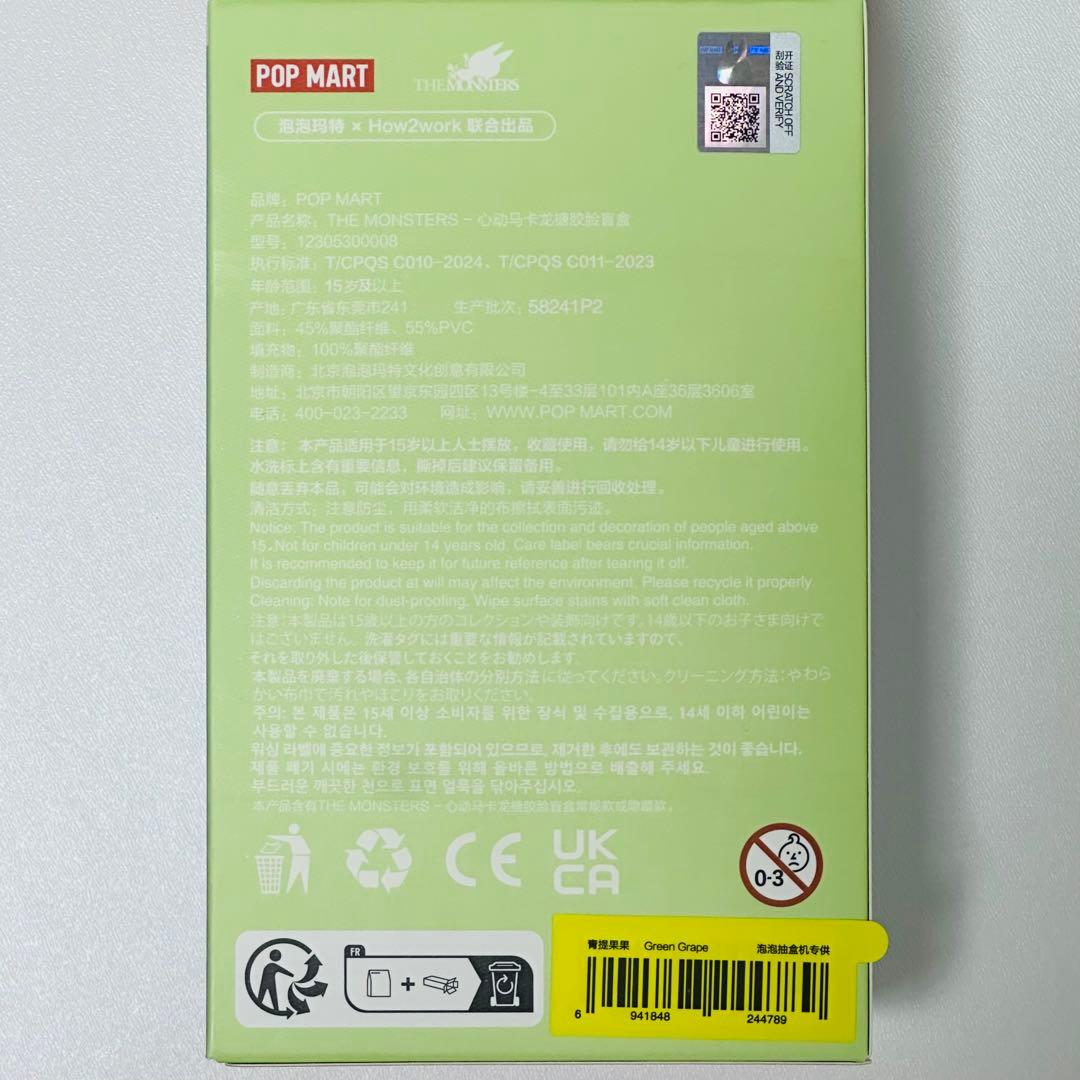 POP MART
THE MONSTERS
泡泡玛特 × How2work 联合出品
开证 SCRATCH OFF
刮验 AND VERIFY
品牌：POP MART
产品名称：THE MONSTERS - 心动马卡龙搪胶脸盲盒
型号：12305300008
执行标准：T/CPQS C010-2024、T/CPQS C011-2023
年龄范围：15岁及以上
产地：广东省东莞市241 生产批次：58241P2
面料：45%聚酯纤维、55%PVC
填充物：100%聚酯纤维
制造商：北京泡泡玛特文化创意有限公司
地址：北京市朝阳区望京东园四区13号楼-4至33层101内A座36层3606室
电话：400-023-2233 网址：WWW.POP MART.COM
注意：本产品适用于15岁以上人士摆放，收藏使用，请勿给14岁以下儿童进行使用。
水洗标上含有重要信息，撕掉后建议保留备用。
随意丢弃本品，可能会对环境造成影响，请妥善进行回收处理。
清洁方式：注意防尘，用柔软洁净的布擦拭表面污迹。
Notice: The product is suitable for the collection and decoration of people aged above
15. Not for children under 14 years old. Care label bears crucial information.
It is recommended to keep it for future reference after tearing it off.
Discarding the product at will may affect the environment. Please recycle it properly.
Cleaning: Note for dust-proofing. Wipe surface stains with soft clean cloth.
注意：本製品は15歳以上の方のコレクションや装飾向けです。14歳以下のお子さま向けで
はございません。洗濯タグには重要な情報が記載されていますので、
それを取り外した後保管しておくことをお勧めします。
本製品を廃棄する場合、各自治体の分別方法に従ってください。クリーニング方法：やわら
かい布巾で汚れやほこりをお取りください。
주의: 본 제품은 15세 이상 소비자를 위한 장식 및 수집용으로, 14세 이하 어린이는
사용할 수 없습니다.
워싱 라벨에 중요한 정보가 포함되어 있으므로, 제거한 후에도 보관하는 것이 좋습니다.
제품 폐기 시에는 환경 보호를 위해 올바른 방법으로 배출해 주세요.
부드러운 깨끗한 천으로 표면 얼룩을 닦아주십시오.
本产品含有THE MONSTERS - 心动马卡龙搪胶脸盲盒常规款或隐藏款。
CE
UK
CA
0-3
FR
+
青提果果 Green Grape 泡泡抽盒机专供
6 941848 244789